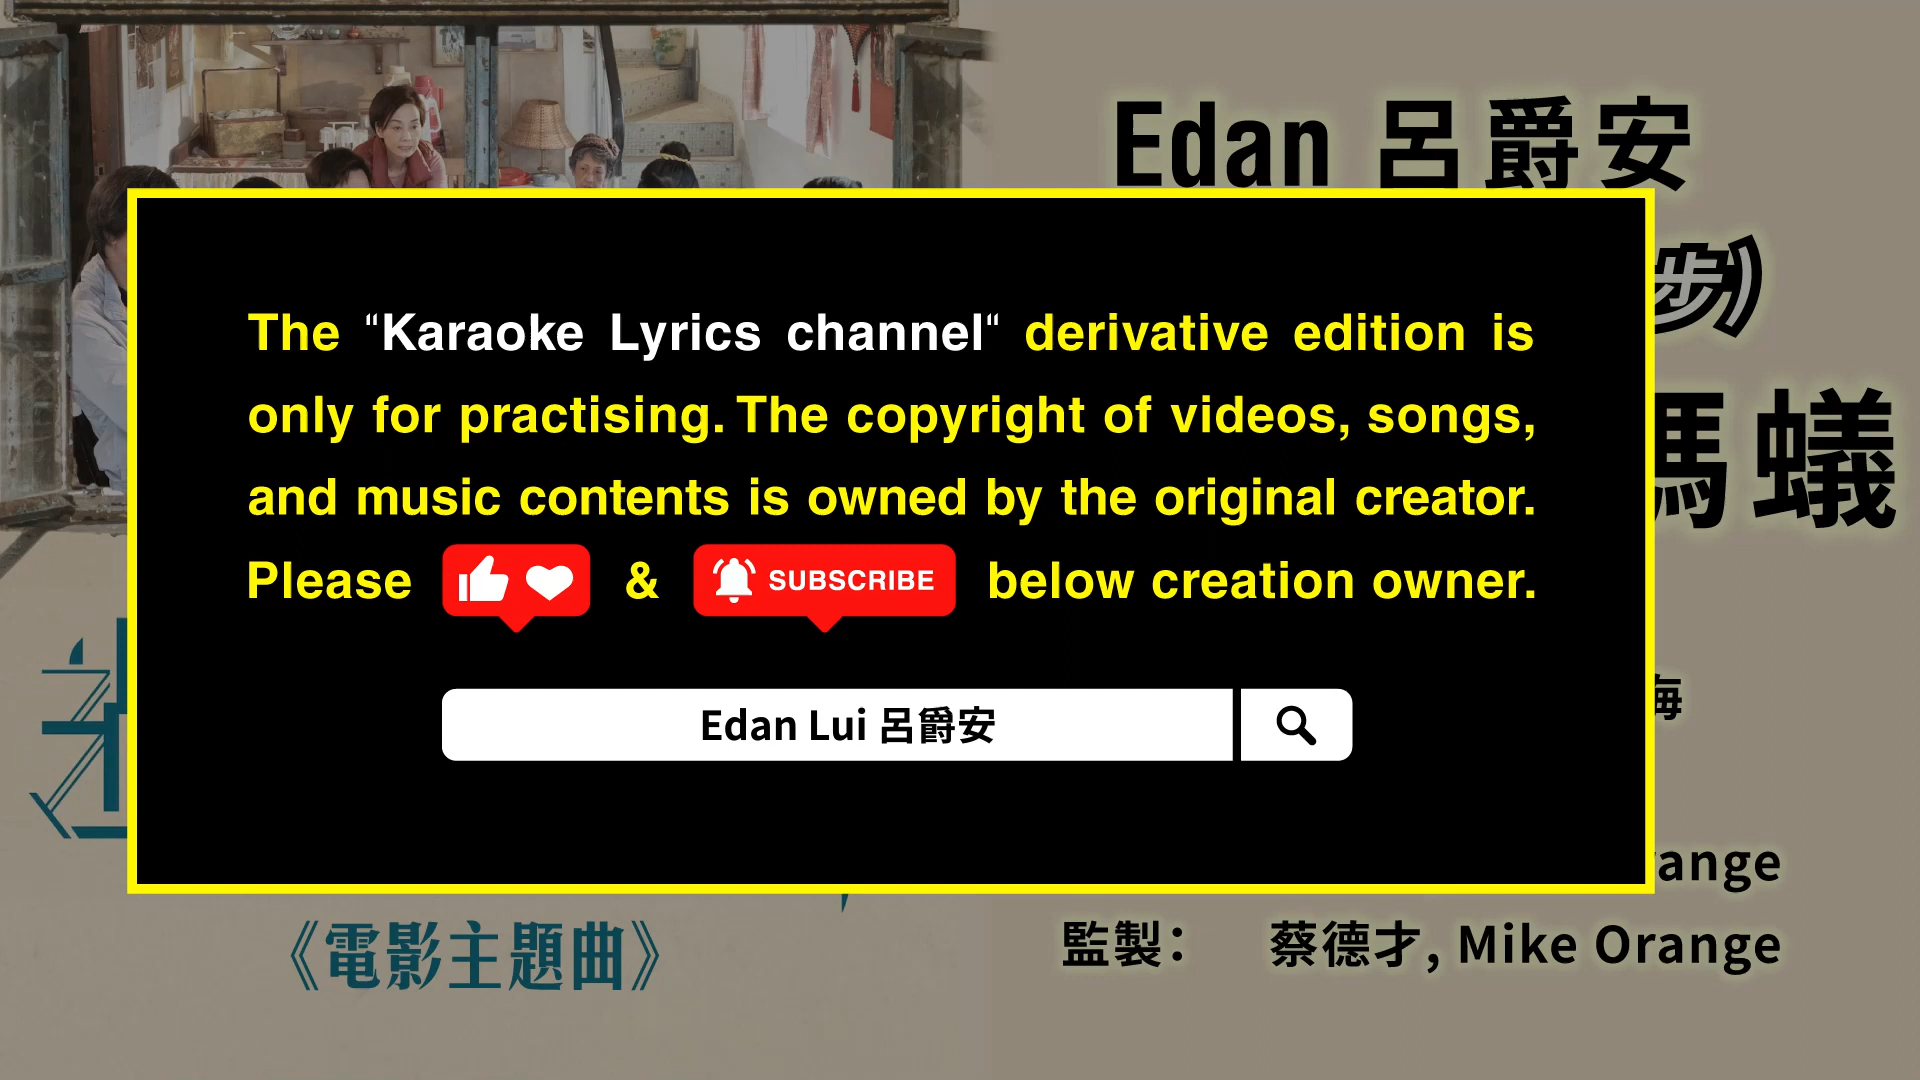 Edan 呂爵安
步》
螞蟻
The “Karaoke Lyrics channel“ derivative edition is
only for practising. The copyright of videos, songs,
and music contents is owned by the original creator.
Please & SUBSCRIBE below creation owner.
Edan Lui 呂爵安
range
監製： 蔡德才, Mike Orange
《電影主題曲》